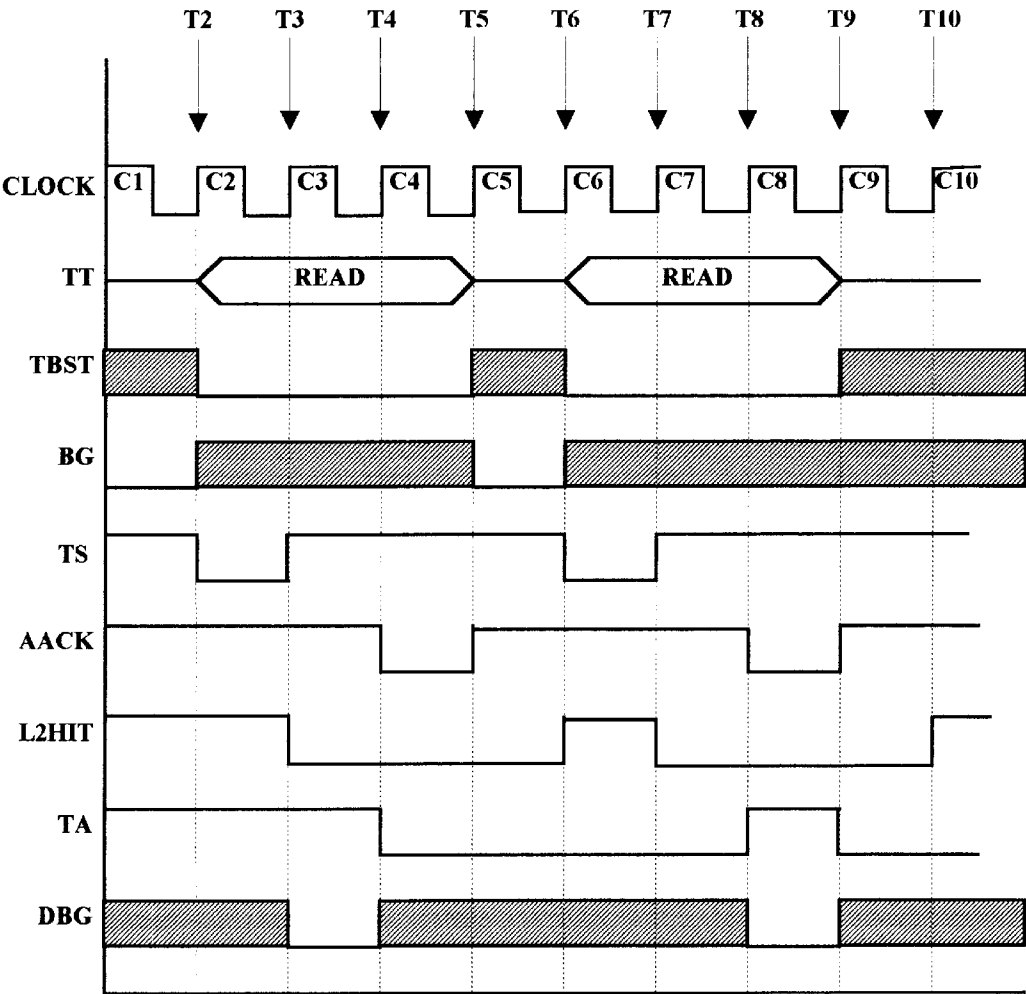 T2 T3 T4 T5 T6 T7 T8 T9 T10
CLOCK C1 C2 C3 C4 C5 C6 C7 C8 C9 C10
TT READ READ
TBST
BG
TS
AACK
L2HIT
TA
DBG